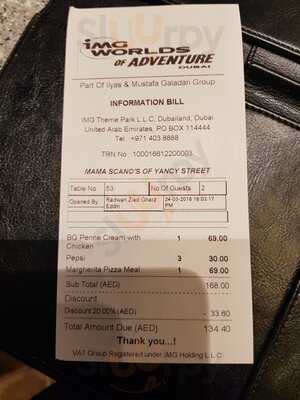 iMG
WORLDS
OF ADVENTURE
DUBAI
Part Of Ilyas & Mustafa Galadari Group
INFORMATION BILL
IMG Theme Park L.L.C, Dubailand, Dubai
United Arab Emirates, PO BOX 114444
Tel : +971 403 8888
TRN No : 100016612200003
MAMA SCANO'S OF YANCY STREET
Table No 53 No Of Guests 2
Opened By Radwan Ziad Gharz Eddin 24-03-2018 18:03:17 PM
BQ Penne Cream with Chicken 1 69.00
Pepsi 3 30.00
Margherita Pizza Meal 1 69.00
Sub Total (AED) 168.00
Discount
Discount 20.00% (AED) - 33.60
Total Amount Due (AED) 134.40
Thank you...!
VAT Group Registered under IMG Holding L.L.C